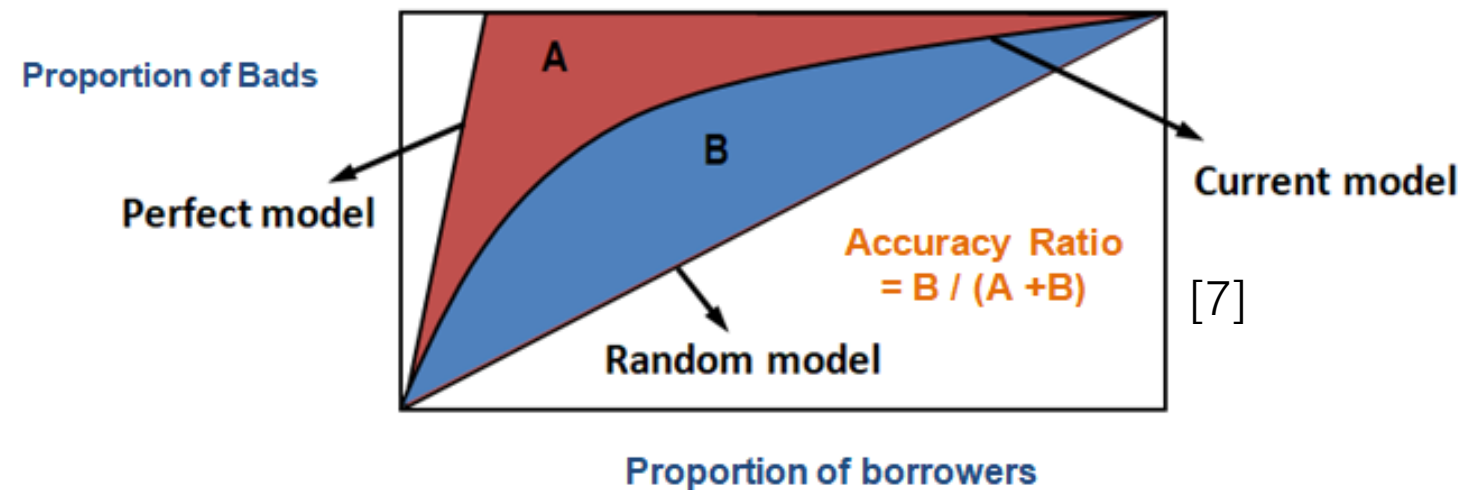 A
Proportion of Bads
B
Perfect model
Current model
Accuracy Ratio
= B / (A +B)
[7]
Random model
Proportion of borrowers